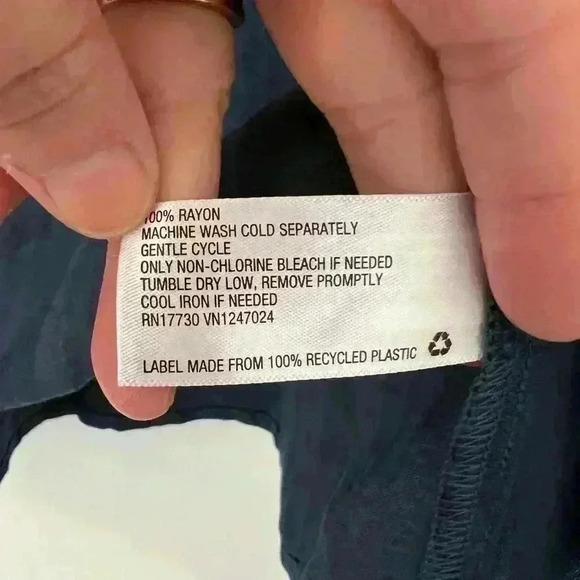 100% RAYON
MACHINE WASH COLD SEPARATELY
GENTLE CYCLE
ONLY NON-CHLORINE BLEACH IF NEEDED
TUMBLE DRY LOW, REMOVE PROMPTLY
COOL IRON IF NEEDED
RN17730 VN1247024
LABEL MADE FROM 100% RECYCLED PLASTIC